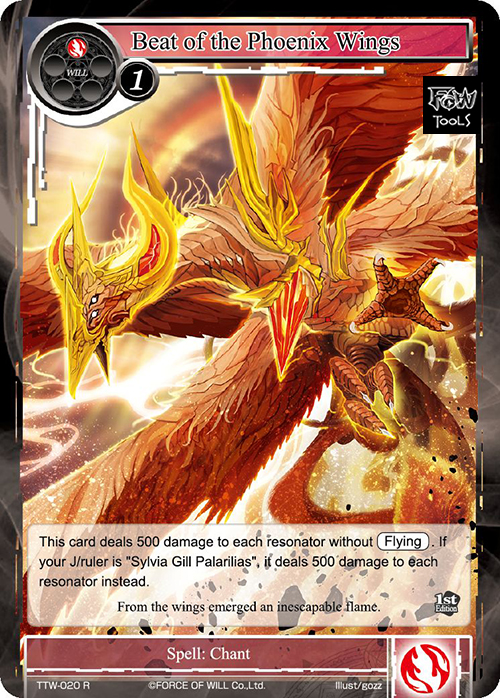 Beat of the Phoenix Wings
WILL
1
FOW
TOOLS
This card deals 500 damage to each resonator without Flying . If
your J/ruler is "Sylvia Gill Palarilias", it deals 500 damage to each
resonator instead.
From the wings emerged an inescapable flame.
1st
Edition
Spell: Chant
TTW-020 R ©FORCE OF WILL Co.,Ltd. Illust/gozz